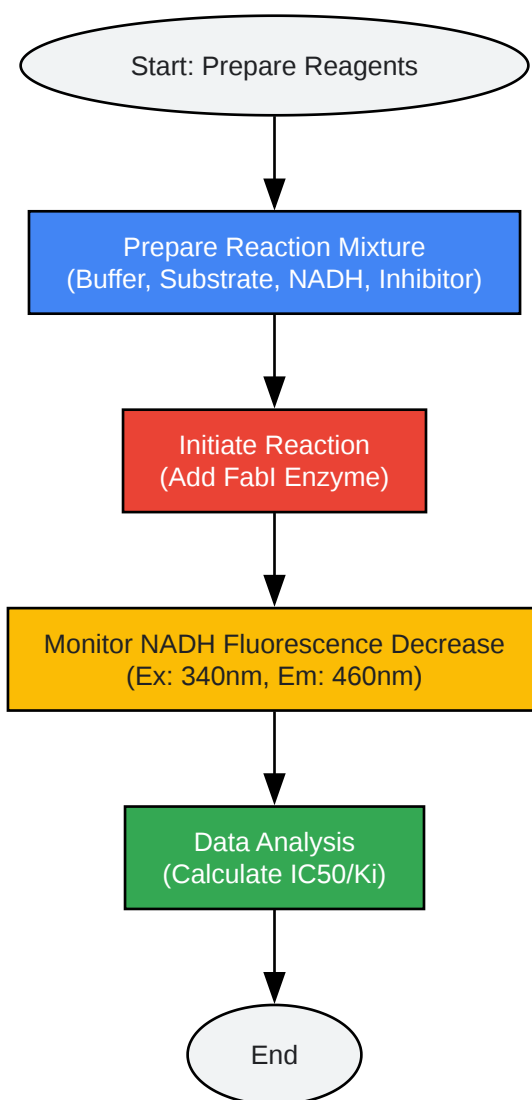 Start: Prepare Reagents
Prepare Reaction Mixture
(Buffer, Substrate, NADH, Inhibitor)
Initiate Reaction
(Add FabI Enzyme)
Monitor NADH Fluorescence Decrease
(Ex: 340nm, Em: 460nm)
Data Analysis
(Calculate IC50/Ki)
End